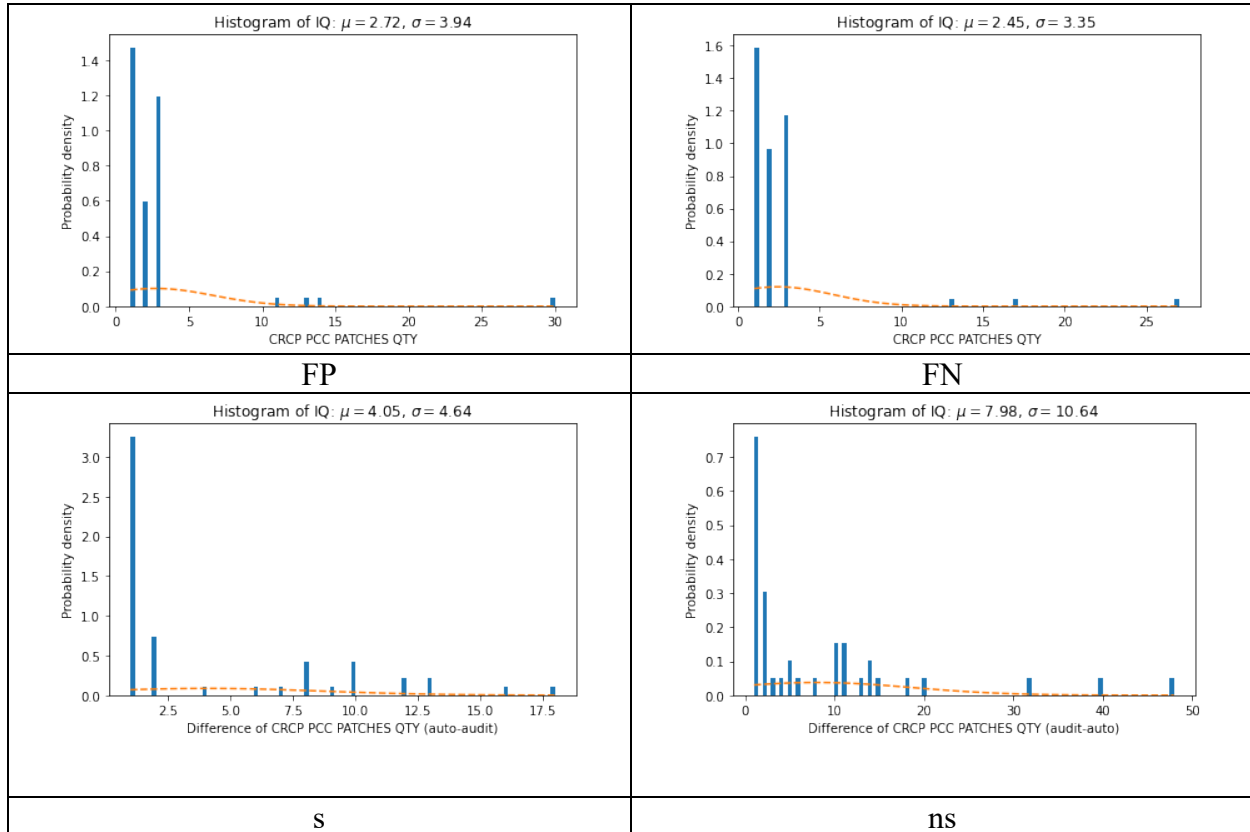 Histogram of IQ: μ = 2.72, σ = 3.94
1.4
1.2
1.0
0.8
0.6
0.4
0.2
0.0
Probability density
0 5 10 15 20 25 30
CRCP PCC PATCHES QTY
FP
Histogram of IQ: μ = 2.45, σ = 3.35
1.6
1.4
1.2
1.0
0.8
0.6
0.4
0.2
0.0
Probability density
0 5 10 15 20 25
CRCP PCC PATCHES QTY
FN
Histogram of IQ: μ = 4.05, σ = 4.64
3.0
2.5
2.0
1.5
1.0
0.5
0.0
Probability density
2.5 5.0 7.5 10.0 12.5 15.0 17.5
Difference of CRCP PCC PATCHES QTY (auto-audit)
s
Histogram of IQ: μ = 7.98, σ = 10.64
0.7
0.6
0.5
0.4
0.3
0.2
0.1
0.0
Probability density
0 10 20 30 40 50
Difference of CRCP PCC PATCHES QTY (audit-auto)
ns